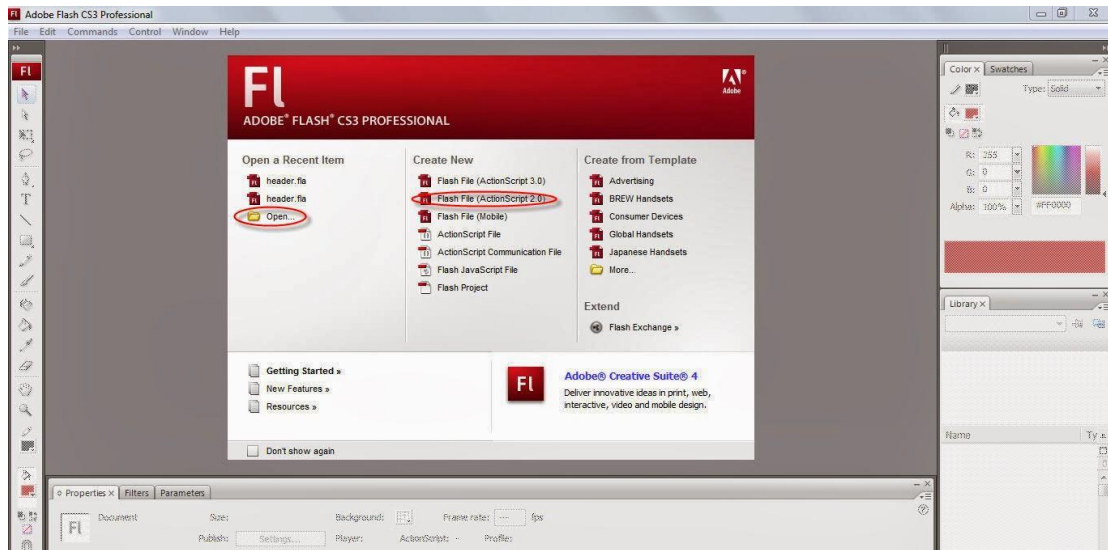 Adobe Flash CS3 Professional
File Edit Commands Control Window Help
Fl
Fl
Adobe
ADOBE® FLASH® CS3 PROFESSIONAL
Open a Recent Item
header.fla
header.fla
Open...
Create New
Flash File (ActionScript 3.0)
Flash File (ActionScript 2.0)
Flash File (Mobile)
ActionScript File
ActionScript Communication File
Flash JavaScript File
Flash Project
Create from Template
Advertising
BREW Handsets
Consumer Devices
Global Handsets
Japanese Handsets
More...
Extend
Flash Exchange »
Getting Started »
New Features »
Resources »
Fl
Adobe® Creative Suite® 4
Deliver innovative ideas in print, web,
interactive, video and mobile design.
Don't show again
Color Swatches
Type: Solid
R: 255
G: 0
B: 0
Alpha: 100% #FF0000
Library
Name Ty
Properties Filters Parameters
Fl
Document Size: Background: Frame rate: --- fps
Publish: Settings... Player: ActionScript: - Profile: